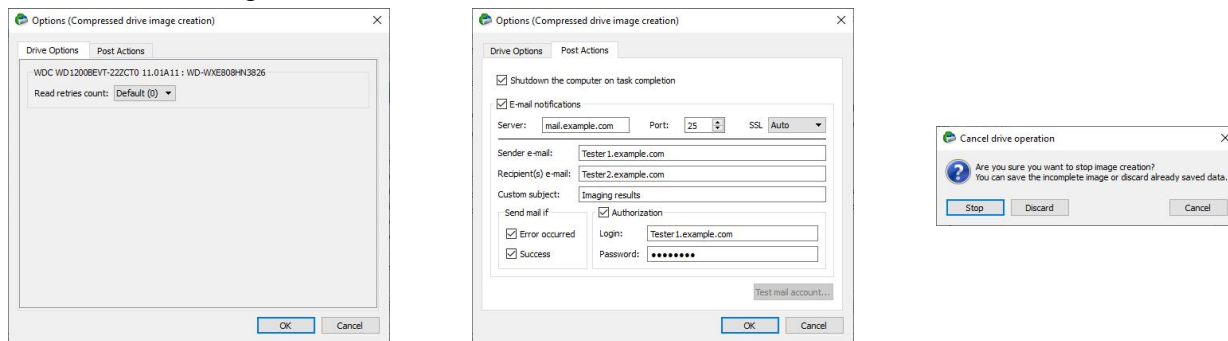 Options (Compressed drive image creation)
Drive Options Post Actions
WDC WD1200BEVT-22ZCT0 11.01A11 : WD-WXE808HN3826
Read retries count: Default (0)
OK Cancel
Options (Compressed drive image creation)
Drive Options Post Actions
Shutdown the computer on task completion
E-mail notifications
Server: mail.example.com Port: 25 SSL Auto
Sender e-mail: Tester1.example.com
Recipient(s) e-mail: Tester2.example.com
Custom subject: Imaging results
Send mail if Authorization
Error occurred Login: Tester1.example.com
Success Password: ●●●●●●●●
Test mail account...
OK Cancel
Cancel drive operation
Are you sure you want to stop image creation?
You can save the incomplete image or discard already saved data.
Stop Discard Cancel